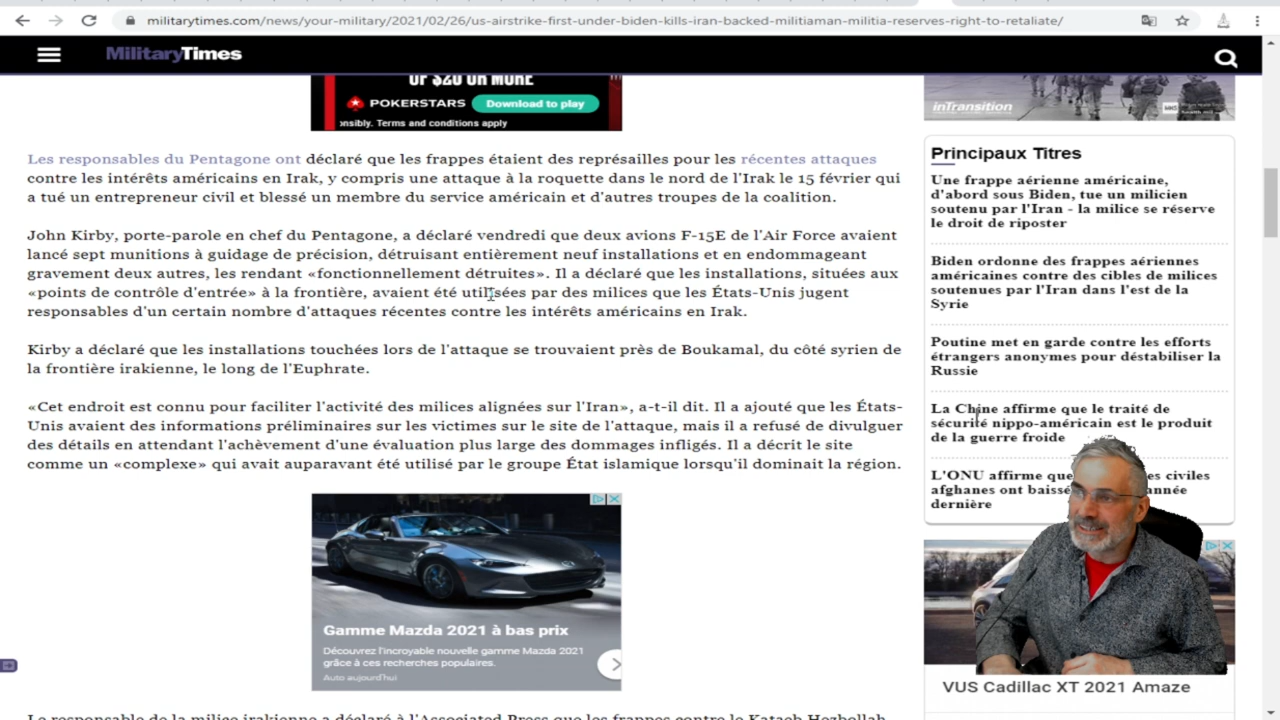 militarytimes.com/news/your-military/2021/02/26/us-airstrike-first-under-biden-kills-iran-backed-militiaman-militia-reserves-right-to-retaliate/
MilitaryTimes
OF $20 OR MORE
POKERSTARS Download to play
onsibly. Terms and conditions apply
Les responsables du Pentagone ont déclaré que les frappes étaient des représailles pour les récentes attaques
contre les intérêts américains en Irak, y compris une attaque à la roquette dans le nord de l'Irak le 15 février qui
a tué un entrepreneur civil et blessé un membre du service américain et d'autres troupes de la coalition.
John Kirby, porte-parole en chef du Pentagone, a déclaré vendredi que deux avions F-15E de l'Air Force avaient
lancé sept munitions à guidage de précision, détruisant entièrement neuf installations et en endommageant
gravement deux autres, les rendant «fonctionnellement détruites». Il a déclaré que les installations, situées aux
«points de contrôle d'entrée» à la frontière, avaient été utilisées par des milices que les États-Unis jugent
responsables d'un certain nombre d'attaques récentes contre les intérêts américains en Irak.
Kirby a déclaré que les installations touchées lors de l'attaque se trouvaient près de Boukamal, du côté syrien de
la frontière irakienne, le long de l'Euphrate.
«Cet endroit est connu pour faciliter l'activité des milices alignées sur l'Iran», a-t-il dit. Il a ajouté que les États-
Unis avaient des informations préliminaires sur les victimes sur le site de l'attaque, mais il a refusé de divulguer
des détails en attendant l'achèvement d'une évaluation plus large des dommages infligés. Il a décrit le site
comme un «complexe» qui avait auparavant été utilisé par le groupe État islamique lorsqu'il dominait la région.
Gamme Mazda 2021 à bas prix
Découvrez l'incroyable nouvelle gamme Mazda 2021
grâce à ces recherches populaires.
Auto aujourd'hui
Le responsable de la milice irakienne a déclaré à l'Associated Press que les frappes contre le Kataeb Hezbollah
inTransition
Principaux Titres
Une frappe aérienne américaine,
d'abord sous Biden, tue un milicien
soutenu par l'Iran - la milice se réserve
le droit de riposter
Biden ordonne des frappes aériennes
américaines contre des cibles de milices
soutenues par l'Iran dans l'est de la
Syrie
Poutine met en garde contre les efforts
étrangers anonymes pour déstabiliser la
Russie
La Chine affirme que le traité de
sécurité nippo-américain est le produit
de la guerre froide
L'ONU affirme que es civiles
afghanes ont baissé année
dernière
VUS Cadillac XT 2021 Amaze